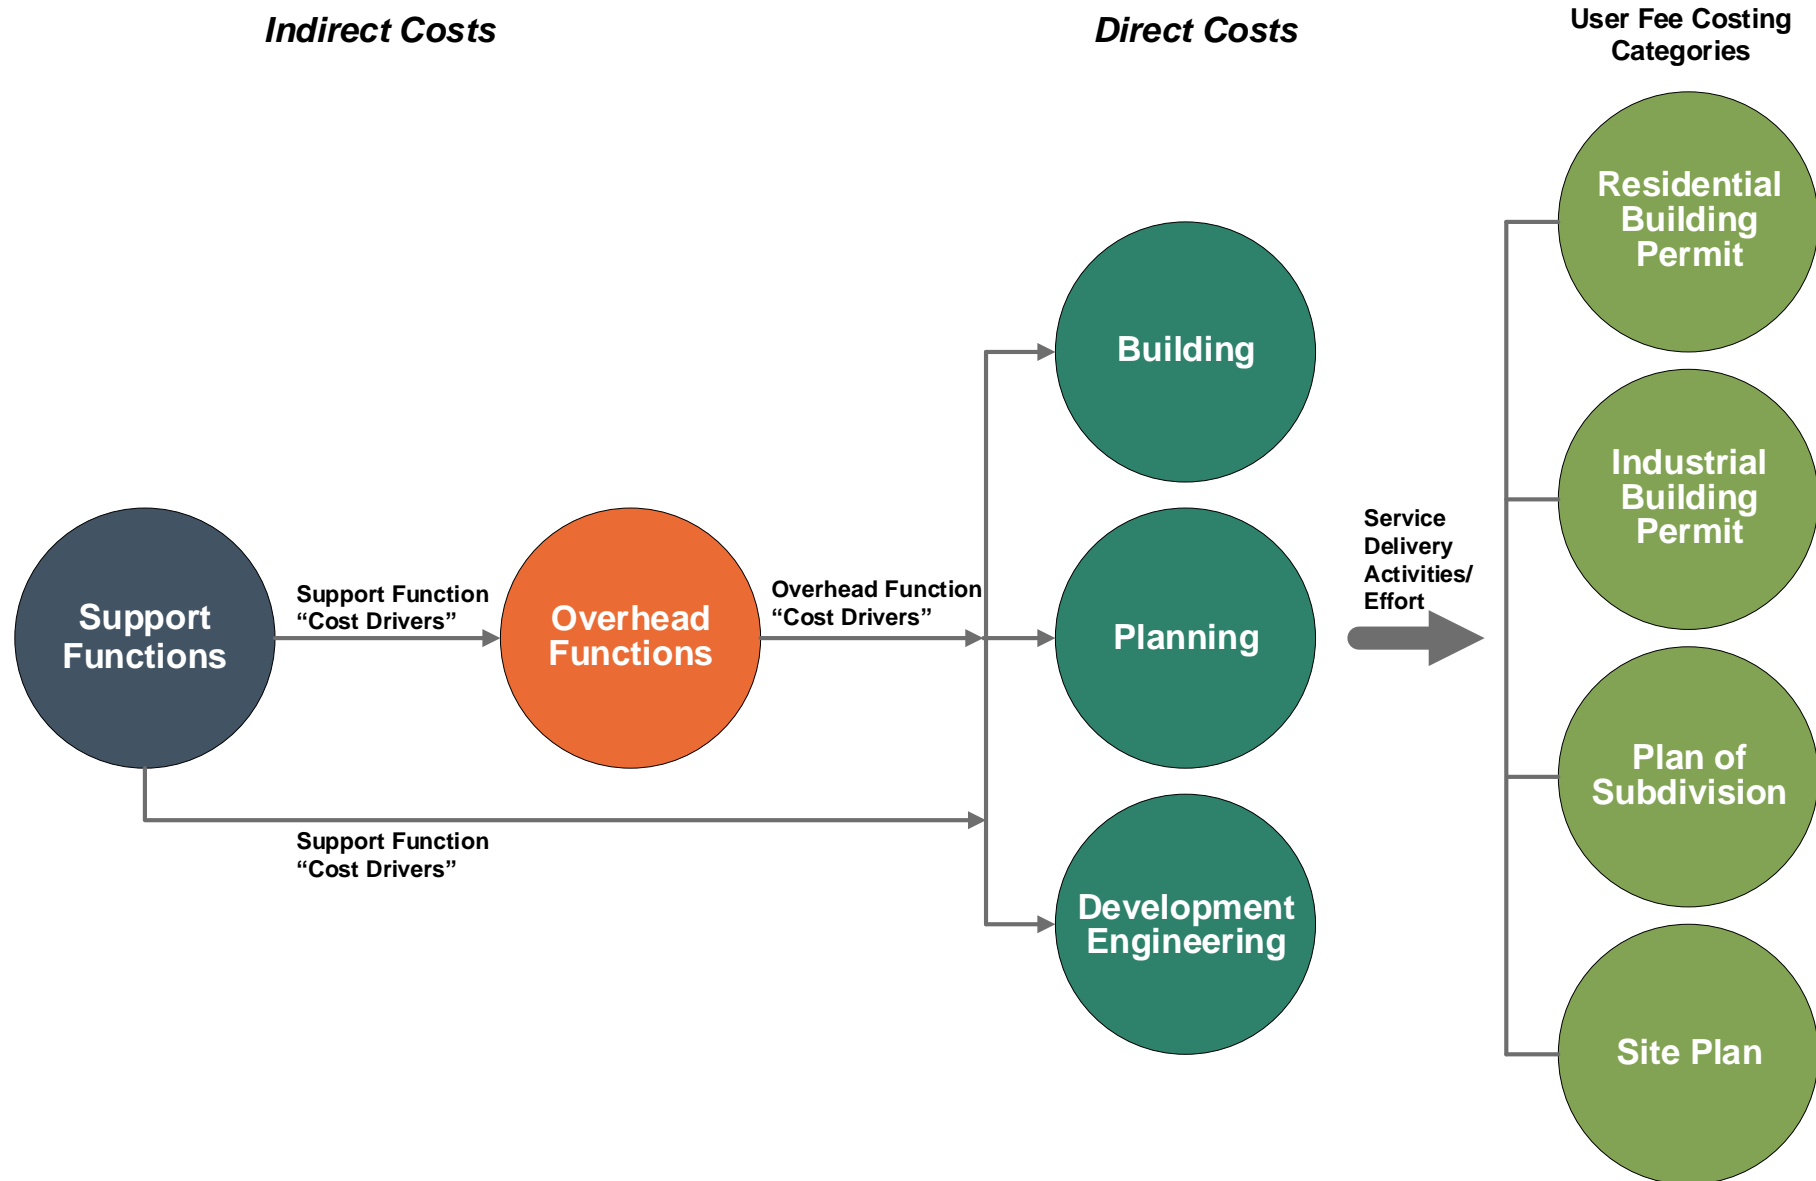 Indirect Costs
Direct Costs
User Fee Costing
Categories
Support
Functions
Support Function
“Cost Drivers”
Overhead
Functions
Overhead Function
“Cost Drivers”
Support Function
“Cost Drivers”
Building
Planning
Development
Engineering
Service
Delivery
Activities/
Effort
Residential
Building
Permit
Industrial
Building
Permit
Plan of
Subdivision
Site Plan